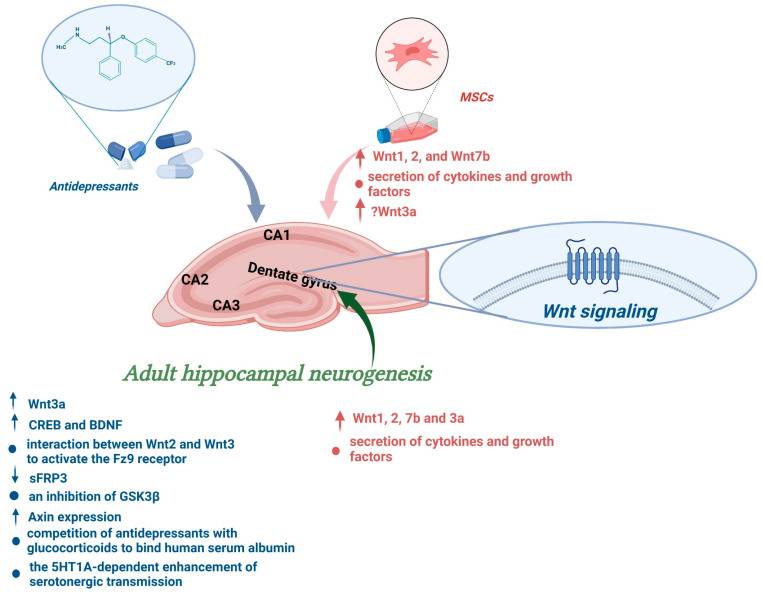 H
H
N
H₃C
O
CF₃
MSCs
Antidepressants
Wnt1, 2, and Wnt7b
secretion of cytokines and growth
factors
?Wnt3a
CA1
CA2
Dentate gyrus
CA3
Wnt signaling
Adult hippocampal neurogenesis
Wnt3a
CREB and BDNF
interaction between Wnt2 and Wnt3
to activate the Fz9 receptor
sFRP3
an inhibition of GSK3β
Axin expression
competition of antidepressants with
glucocorticoids to bind human serum albumin
the 5HT1A-dependent enhancement of
serotonergic transmission
Wnt1, 2, 7b and 3a
secretion of cytokines and growth
factors